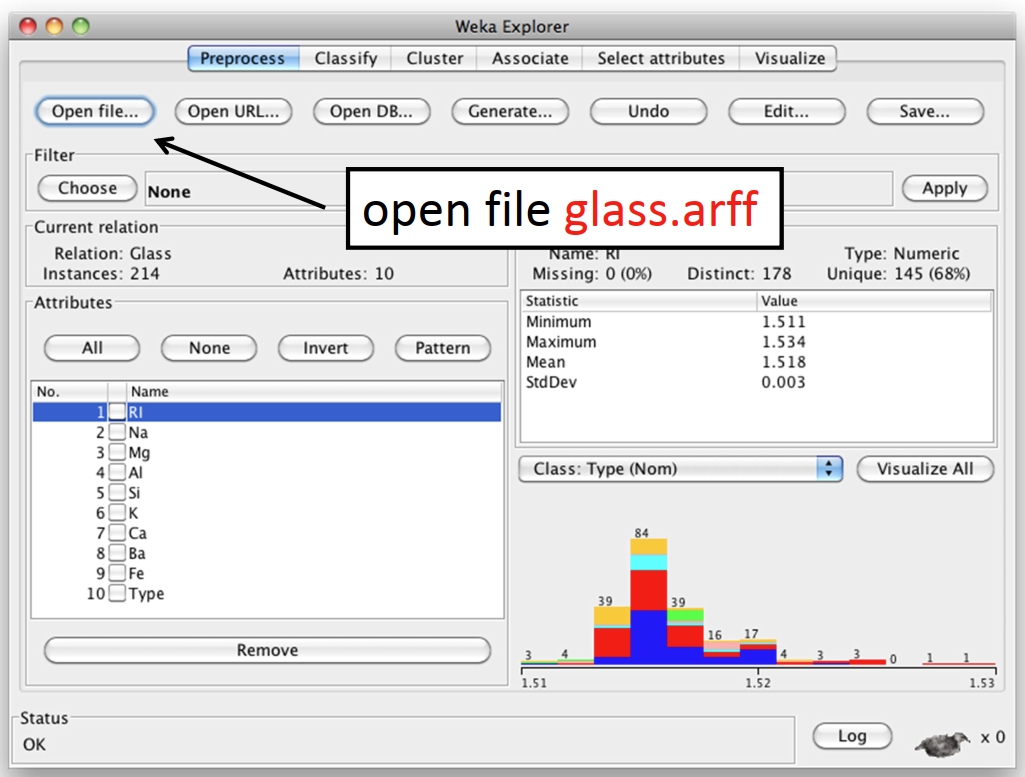 Weka Explorer
Preprocess Classify Cluster Associate Select attributes Visualize
Open file... Open URL... Open DB... Generate... Undo Edit... Save...
Filter
Choose None Apply
open file glass.arff
Current relation
Relation: Glass
Instances: 214 Attributes: 10
Name: RI Type: Numeric
Missing: 0 (0%) Distinct: 178 Unique: 145 (68%)
Attributes
All None Invert Pattern
No. Name
1 RI
2 Na
3 Mg
4 Al
5 Si
6 K
7 Ca
8 Ba
9 Fe
10 Type
Remove
Statistic Value
Minimum 1.511
Maximum 1.534
Mean 1.518
StdDev 0.003
Class: Type (Nom) Visualize All
3 4 39 84 39 16 17 4 3 3 0 1 1
1.51 1.52 1.53
Status
OK
Log x 0